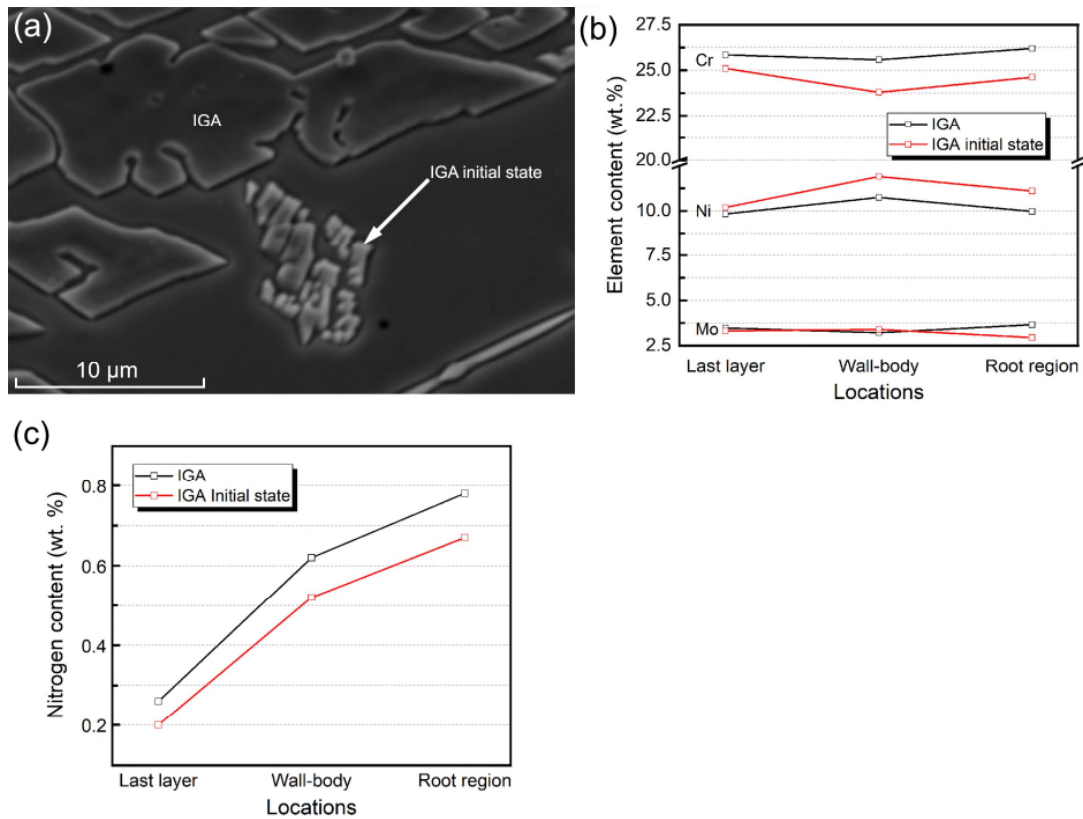 (a)
IGA
IGA initial state
10 μm
(b)
Element content (wt.%)
27.5
25.0
22.5
20.0
10.0
7.5
5.0
2.5
Cr
Ni
Mo
IGA
IGA initial state
Last layer
Wall-body
Root region
Locations
(c)
Nitrogen content (wt. %)
0.8
0.6
0.4
0.2
IGA
IGA Initial state
Last layer
Wall-body
Root region
Locations